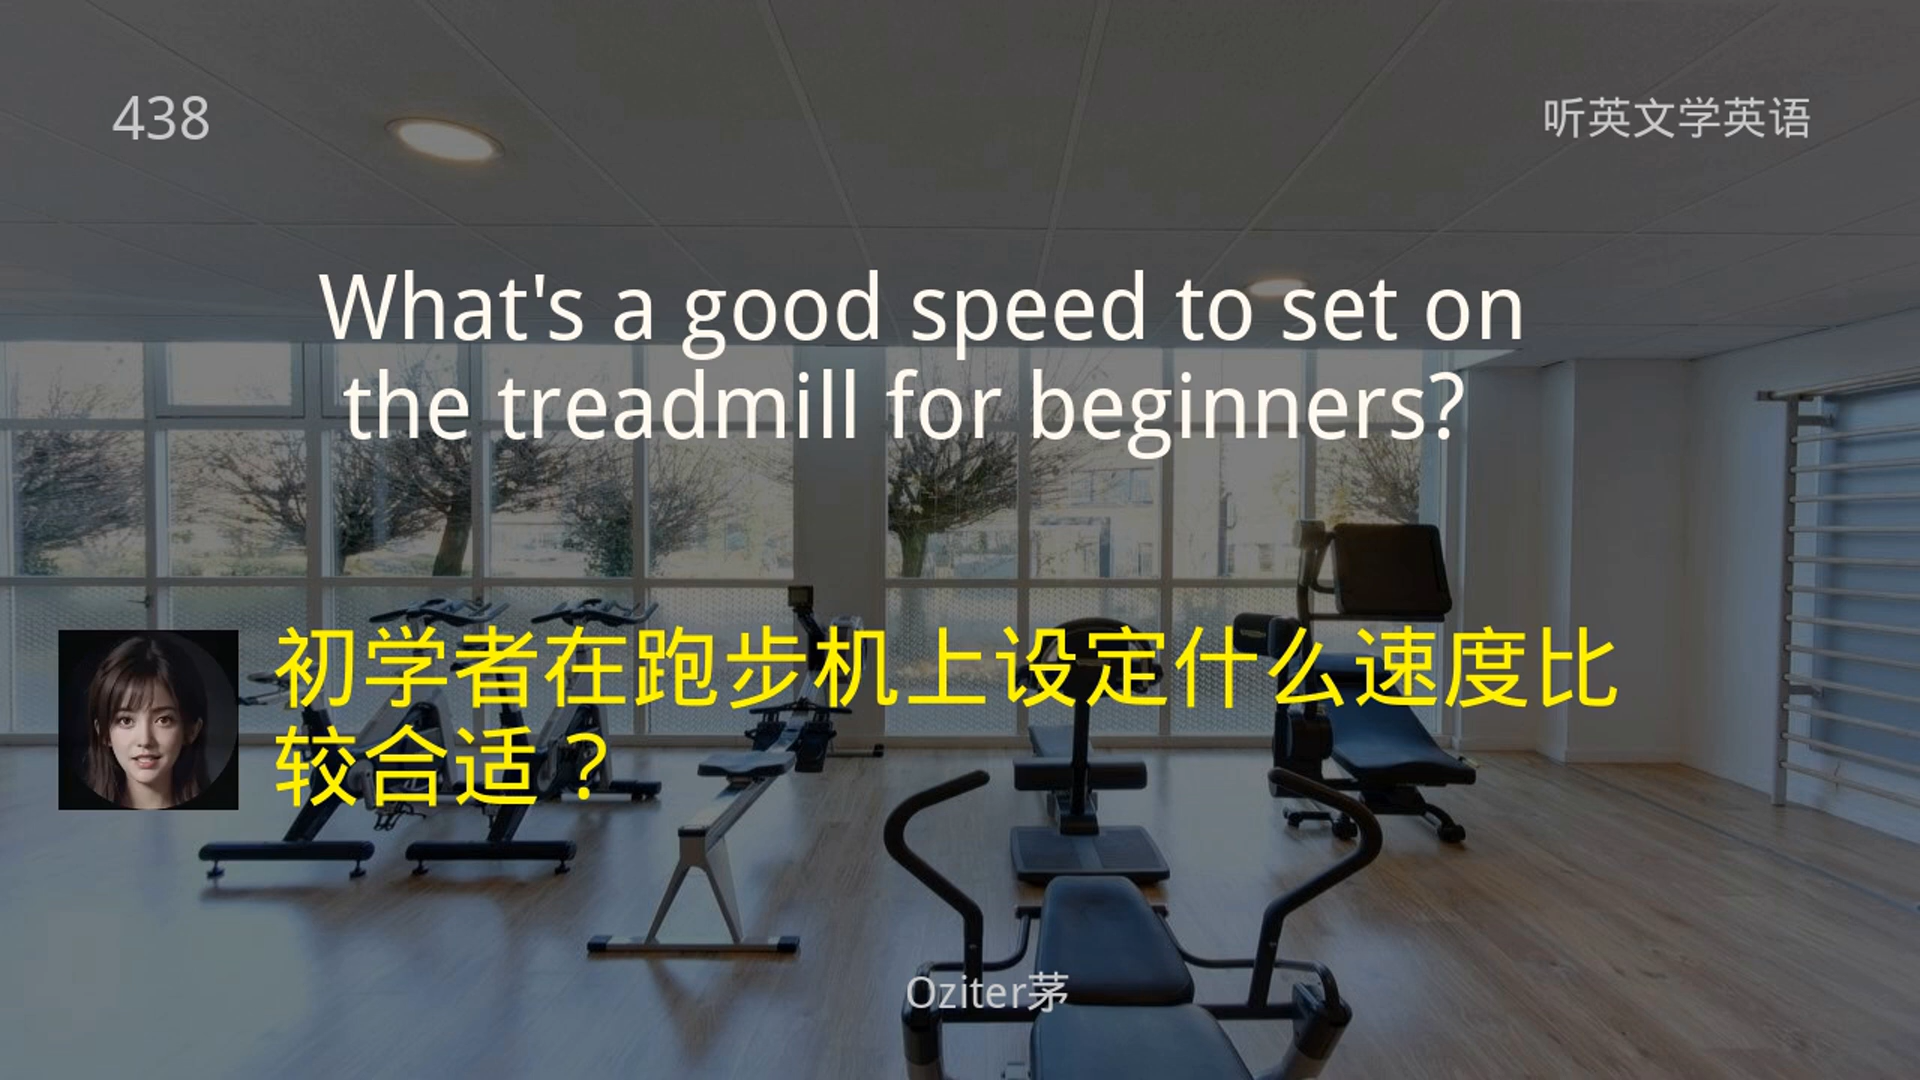 438
听英文学英语
What's a good speed to set on
the treadmill for beginners?
初学者在跑步机上设定什么速度比
较合适？
Oziter茅